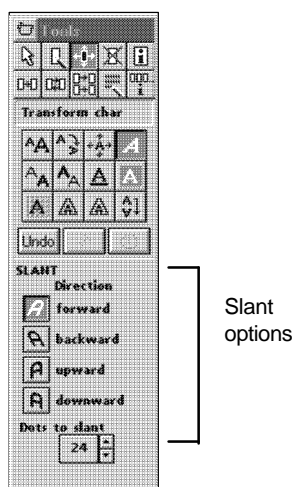 Tools
Transform char
Undo
SLANT
Direction
forward
backward
upward
downward
Dots to slant
24
Slant
options